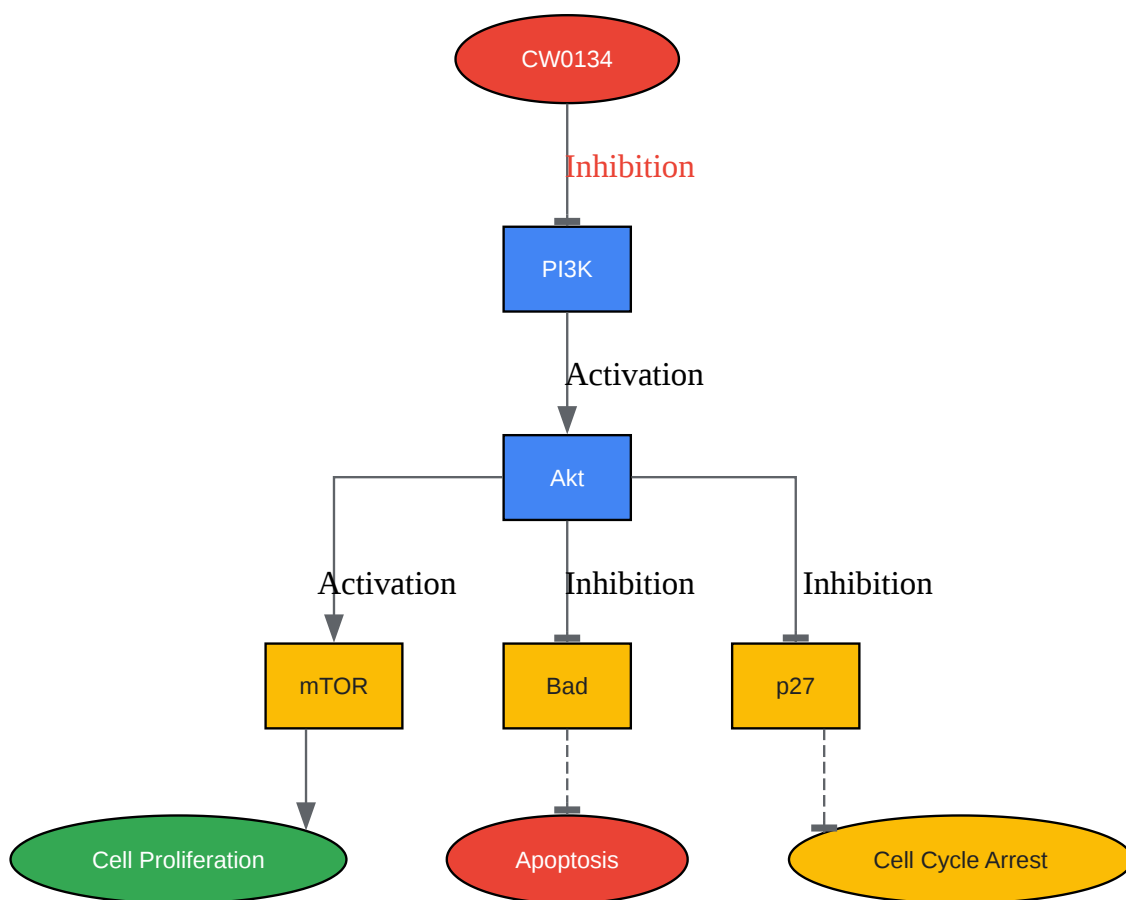 CW0134
Inhibition
PI3K
Activation
Akt
Activation
Inhibition
Inhibition
mTOR
Bad
p27
Cell Proliferation
Apoptosis
Cell Cycle Arrest